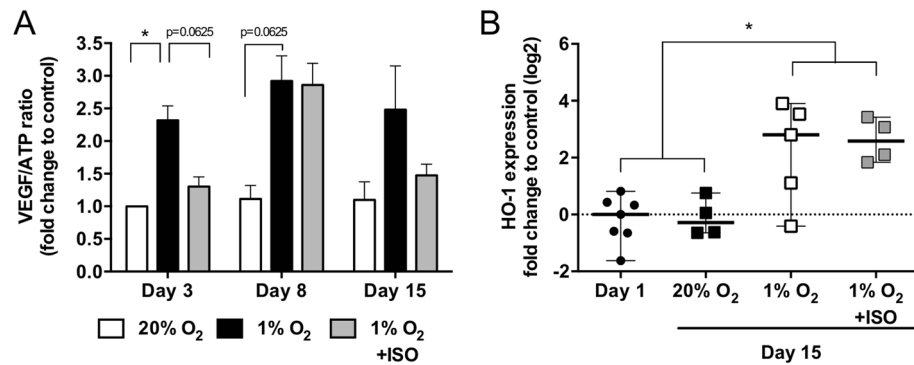 A
B
* p=0.0625 p=0.0625
VEGF/ATP ratio
(fold change to control)
3.5
3.0
2.5
2.0
1.5
1.0
0.5
0.0
Day 3 Day 8 Day 15
20% O2 1% O2 1% O2
+ISO
*
HO-1 expression
fold change to control (log2)
6
4
2
0
-2
Day 1 20% O2 1% O2 1% O2
+ISO
Day 15